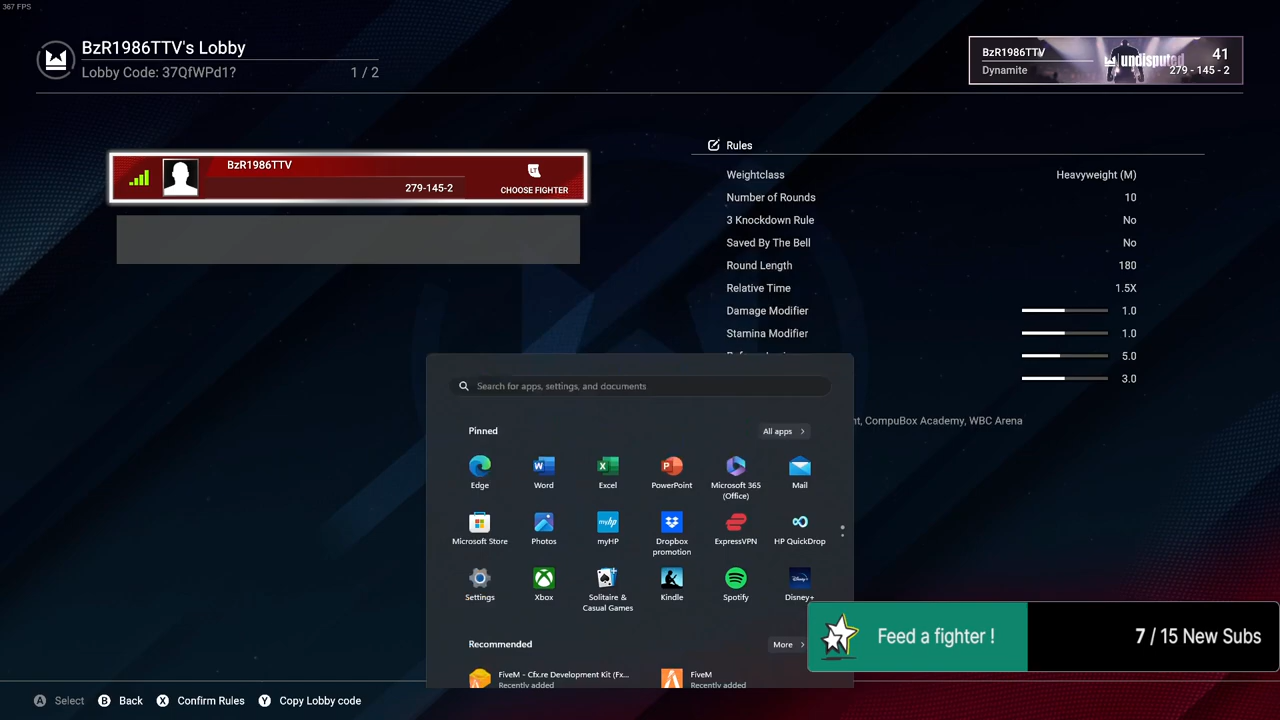 367 FPS
BzR1986TTV's Lobby
Lobby Code: 37QfWPd1?
1 / 2
BzR1986TTV
Dynamite
undisputed
41
279 - 145 - 2
BzR1986TTV
279-145-2
LT
CHOOSE FIGHTER
Rules
Weightclass Heavyweight (M)
Number of Rounds 10
3 Knockdown Rule No
Saved By The Bell No
Round Length 180
Relative Time 1.5X
Damage Modifier 1.0
Stamina Modifier 1.0
5.0
3.0
CompuBox Academy, WBC Arena
Search for apps, settings, and documents
Pinned
All apps >
Edge
Word
Excel
PowerPoint
Microsoft 365
(Office)
Mail
Microsoft Store
Photos
myHP
Dropbox
promotion
ExpressVPN
HP QuickDrop
Settings
Xbox
Solitaire &
Casual Games
Kindle
Spotify
Disney+
Recommended
More >
FiveM - Cfx.re Development Kit (Fx...
Recently added
FiveM
Recently added
Feed a fighter !
7 / 15 New Subs
A Select
B Back
X Confirm Rules
Y Copy Lobby code